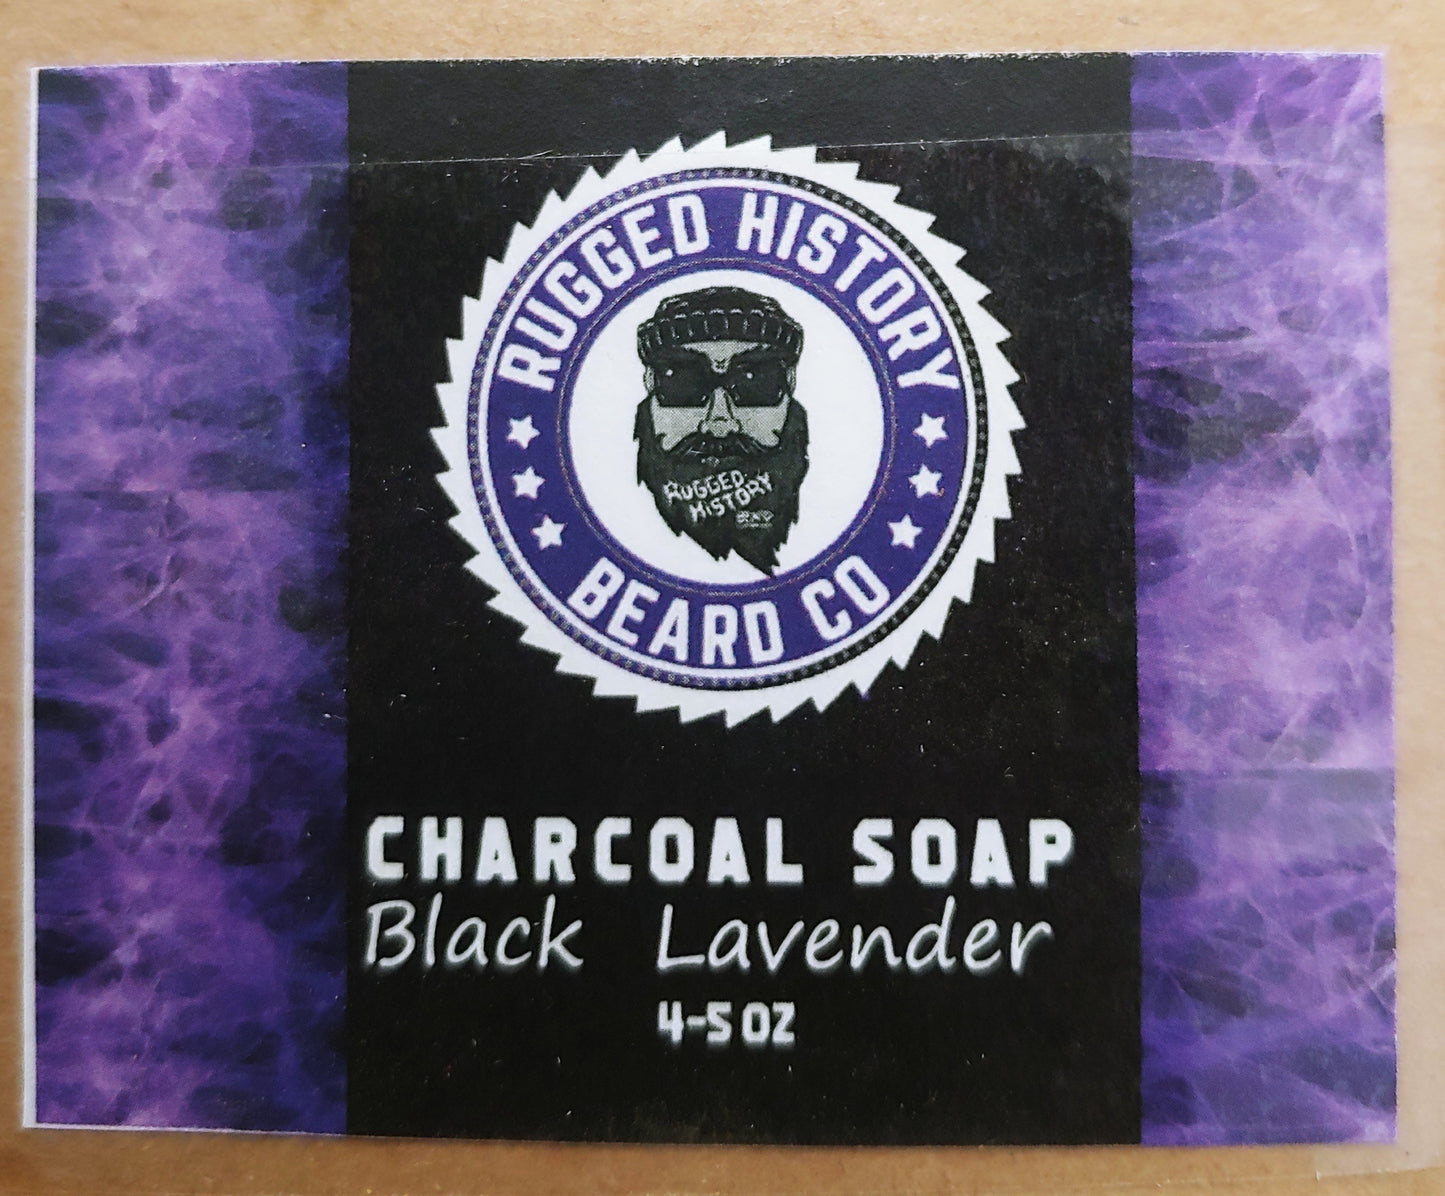 RUGGED HISTORY
RUGGED
HISTORY
BEARD CO
CHARCOAL SOAP
Black Lavender
4-5 OZ